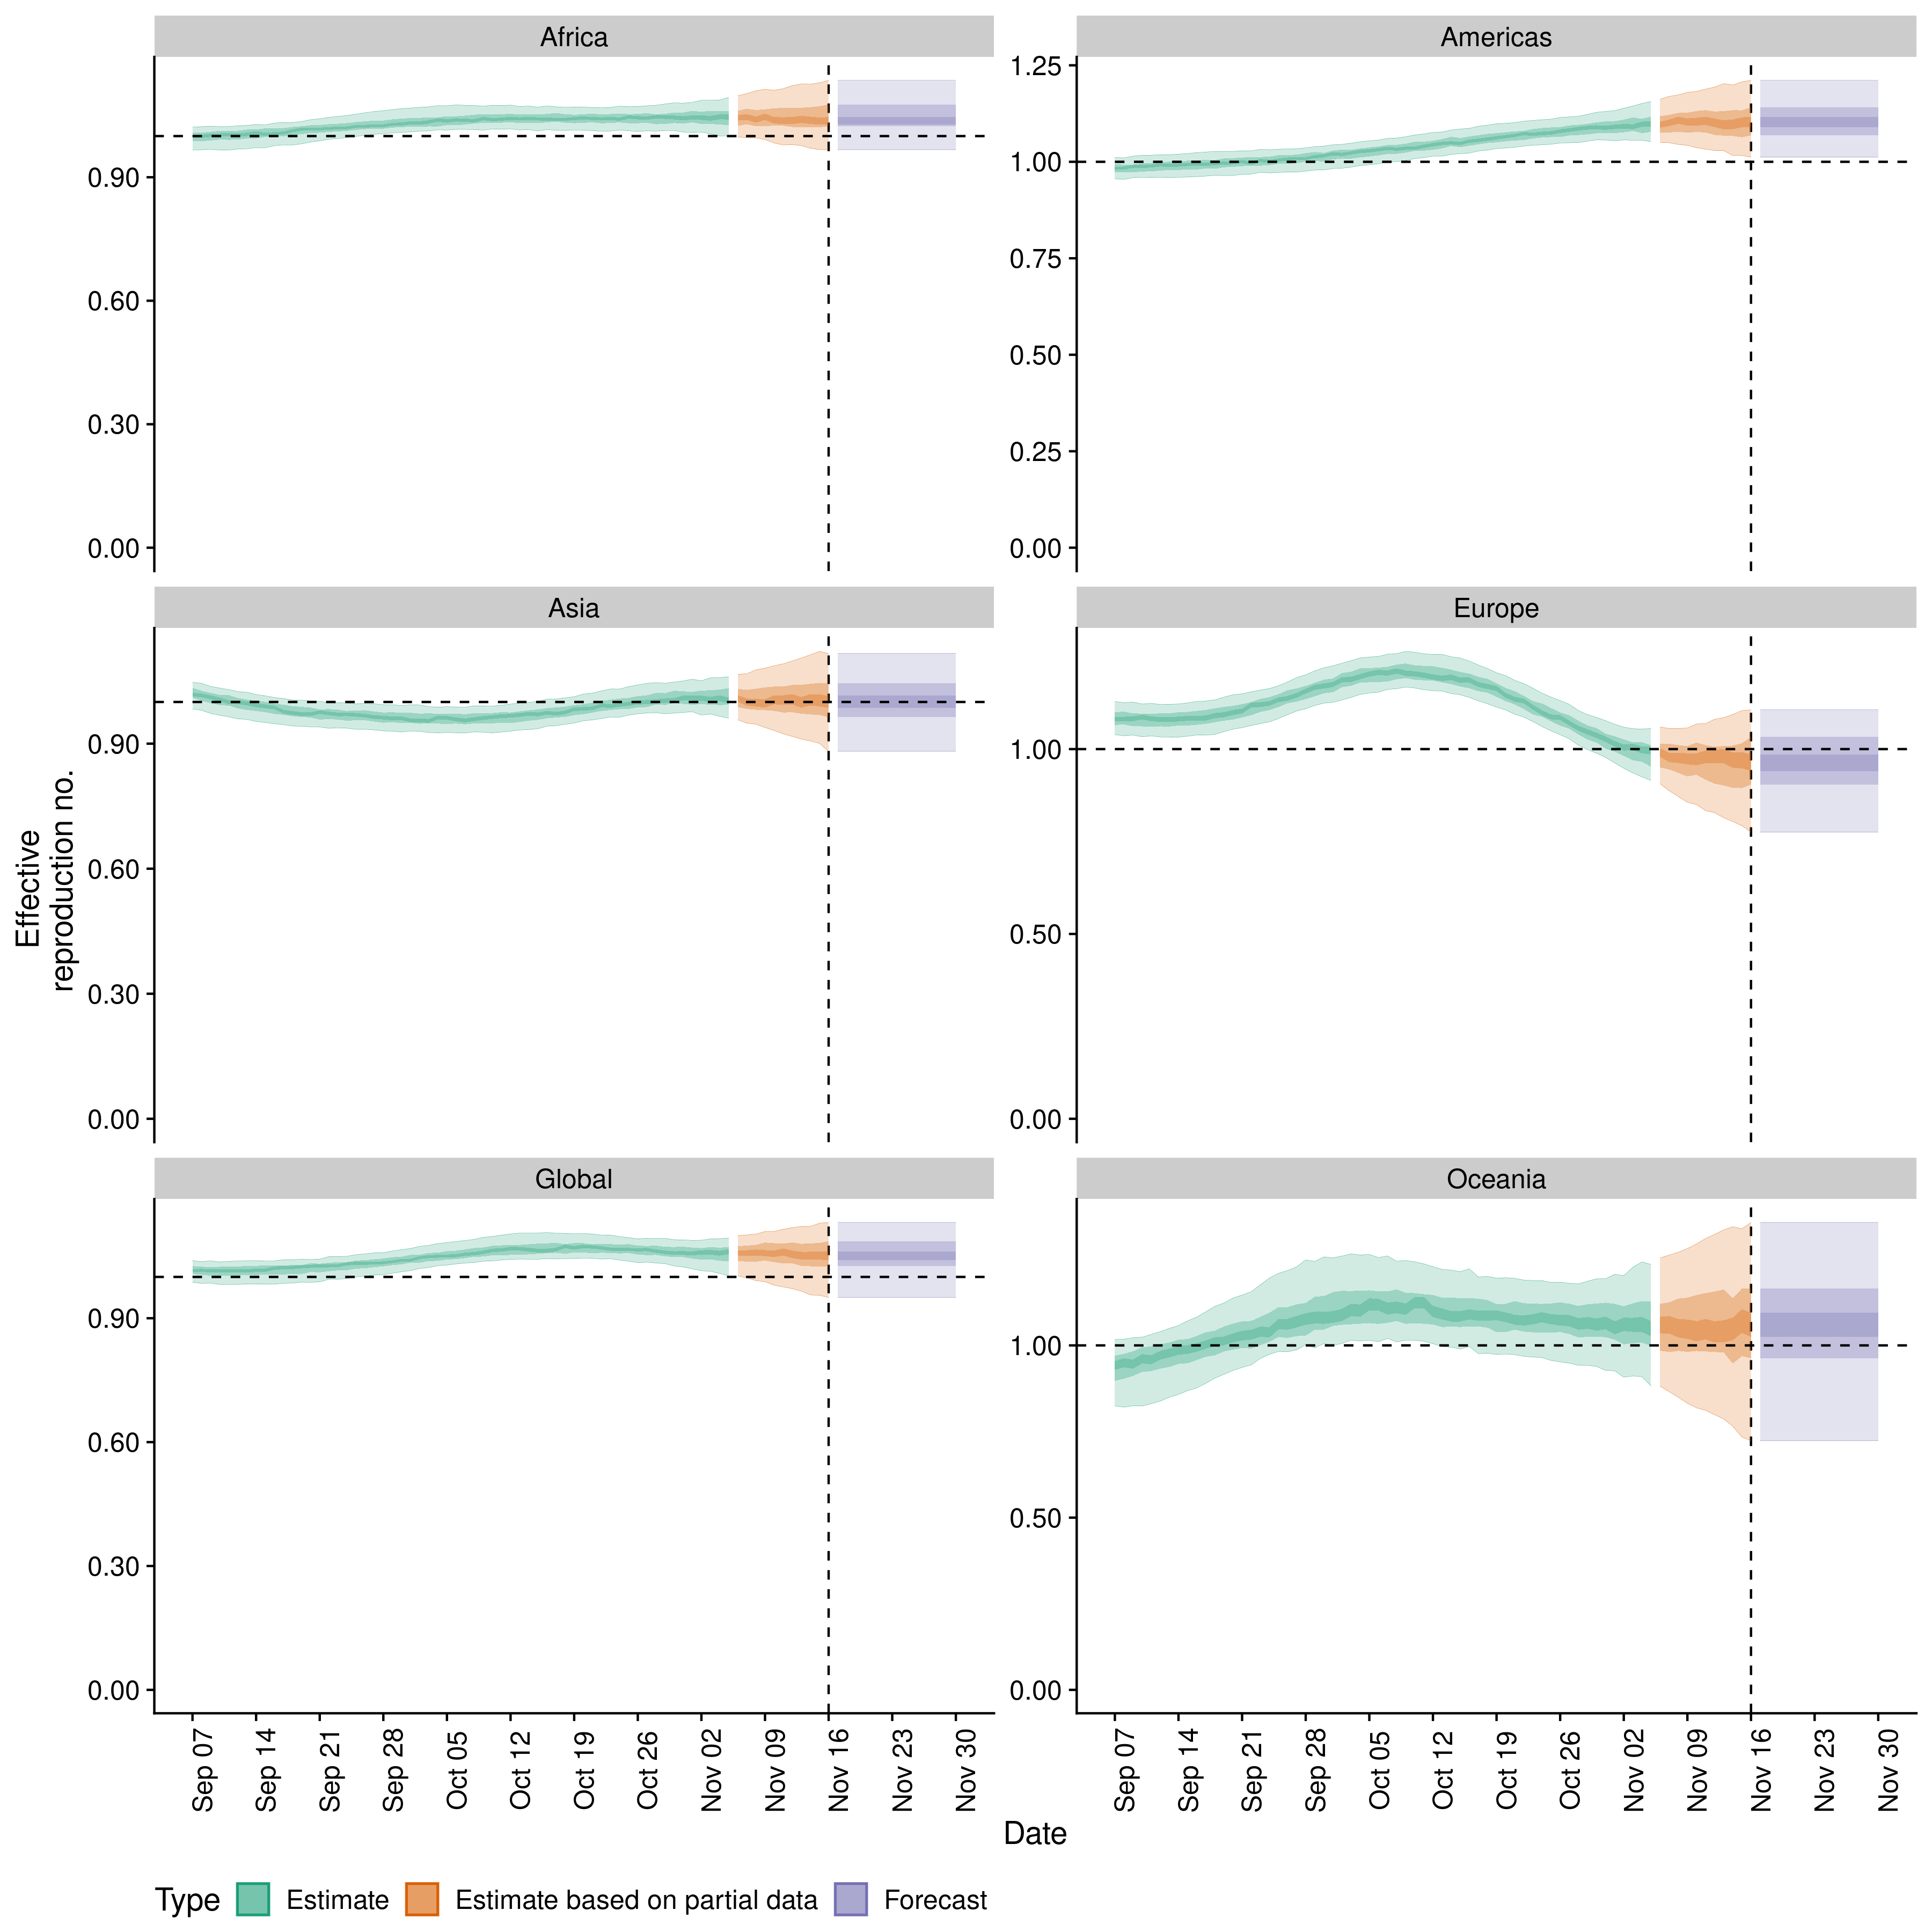 Africa
Americas
0.90
0.60
0.30
0.00
1.25
1.00
0.75
0.50
0.25
0.00
Asia
Europe
0.90
0.60
0.30
0.00
1.00
0.50
0.00
Global
Oceania
0.90
0.60
0.30
0.00
1.00
0.50
0.00
Effective
reproduction no.
Sep 07 Sep 14 Sep 21 Sep 28 Oct 05 Oct 12 Oct 19 Oct 26 Nov 02 Nov 09 Nov 16 Nov 23 Nov 30
Sep 07 Sep 14 Sep 21 Sep 28 Oct 05 Oct 12 Oct 19 Oct 26 Nov 02 Nov 09 Nov 16 Nov 23 Nov 30
Date
Type Estimate Estimate based on partial data Forecast